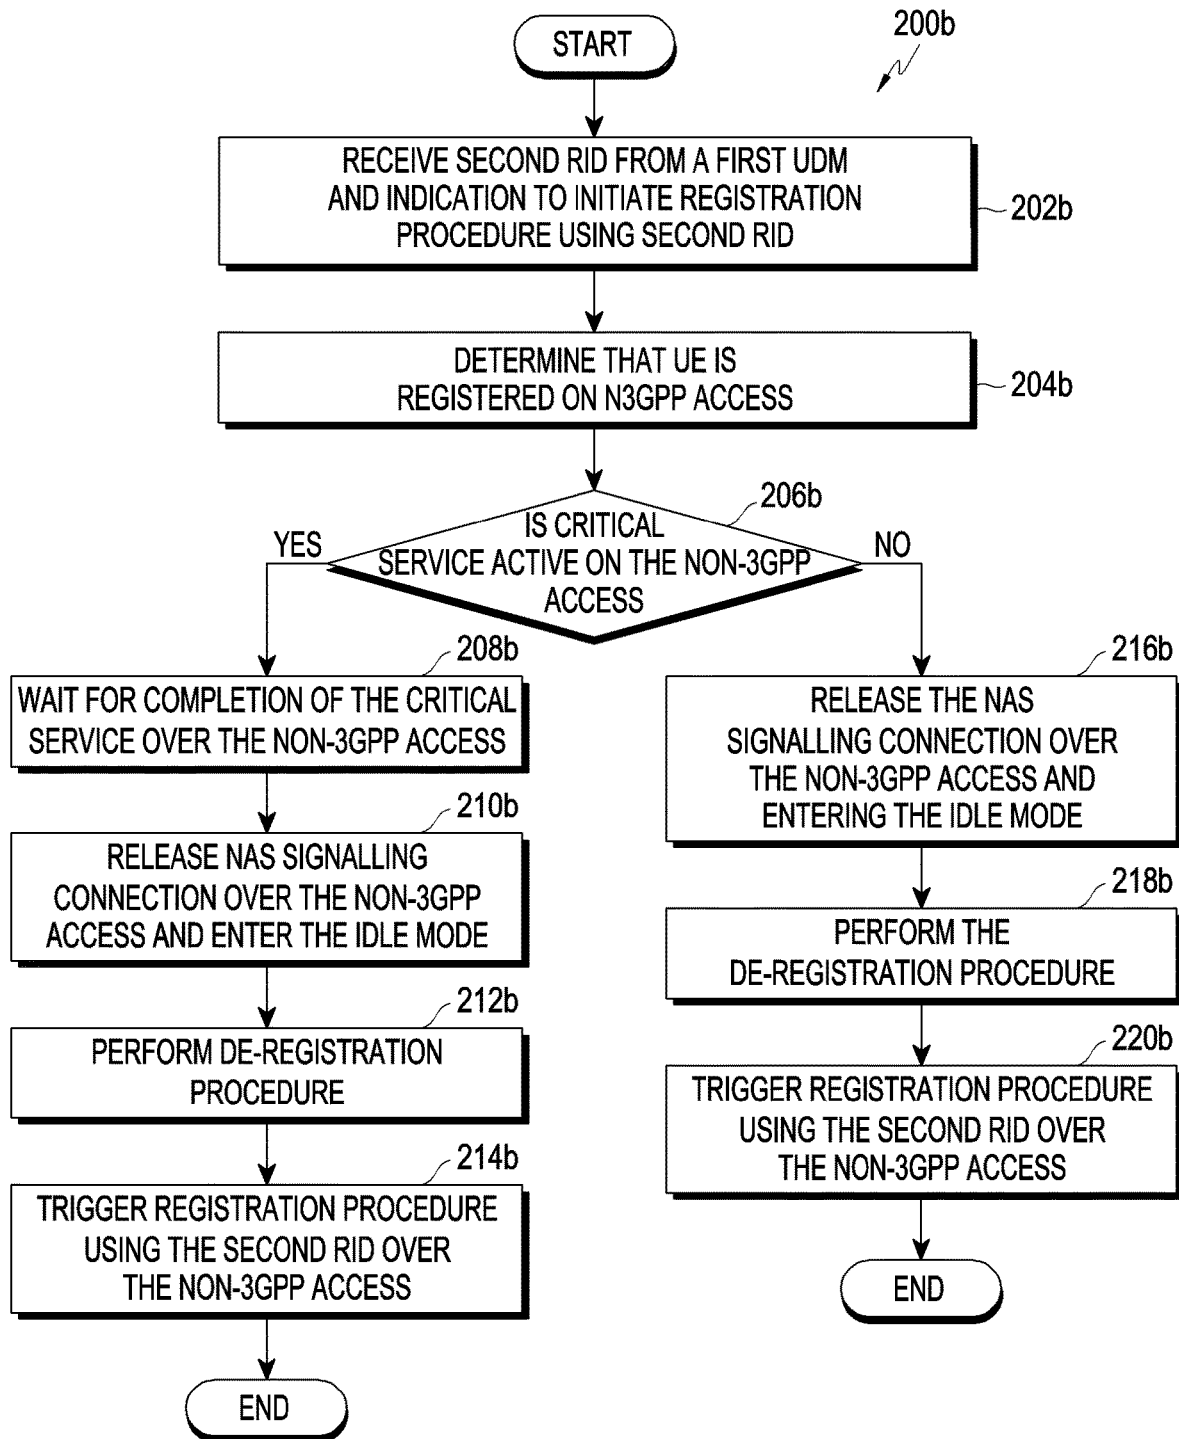 START
200b
RECEIVE SECOND RID FROM A FIRST UDM
AND INDICATION TO INITIATE REGISTRATION
PROCEDURE USING SECOND RID
202b
DETERMINE THAT UE IS
REGISTERED ON N3GPP ACCESS
204b
206b
IS CRITICAL
SERVICE ACTIVE ON THE NON-3GPP
ACCESS
YES
NO
208b
WAIT FOR COMPLETION OF THE CRITICAL
SERVICE OVER THE NON-3GPP ACCESS
210b
RELEASE NAS SIGNALLING
CONNECTION OVER THE NON-3GPP
ACCESS AND ENTER THE IDLE MODE
212b
PERFORM DE-REGISTRATION
PROCEDURE
214b
TRIGGER REGISTRATION PROCEDURE
USING THE SECOND RID OVER
THE NON-3GPP ACCESS
END
216b
RELEASE THE NAS
SIGNALLING CONNECTION OVER
THE NON-3GPP ACCESS AND
ENTERING THE IDLE MODE
218b
PERFORM THE
DE-REGISTRATION PROCEDURE
220b
TRIGGER REGISTRATION PROCEDURE
USING THE SECOND RID OVER
THE NON-3GPP ACCESS
END